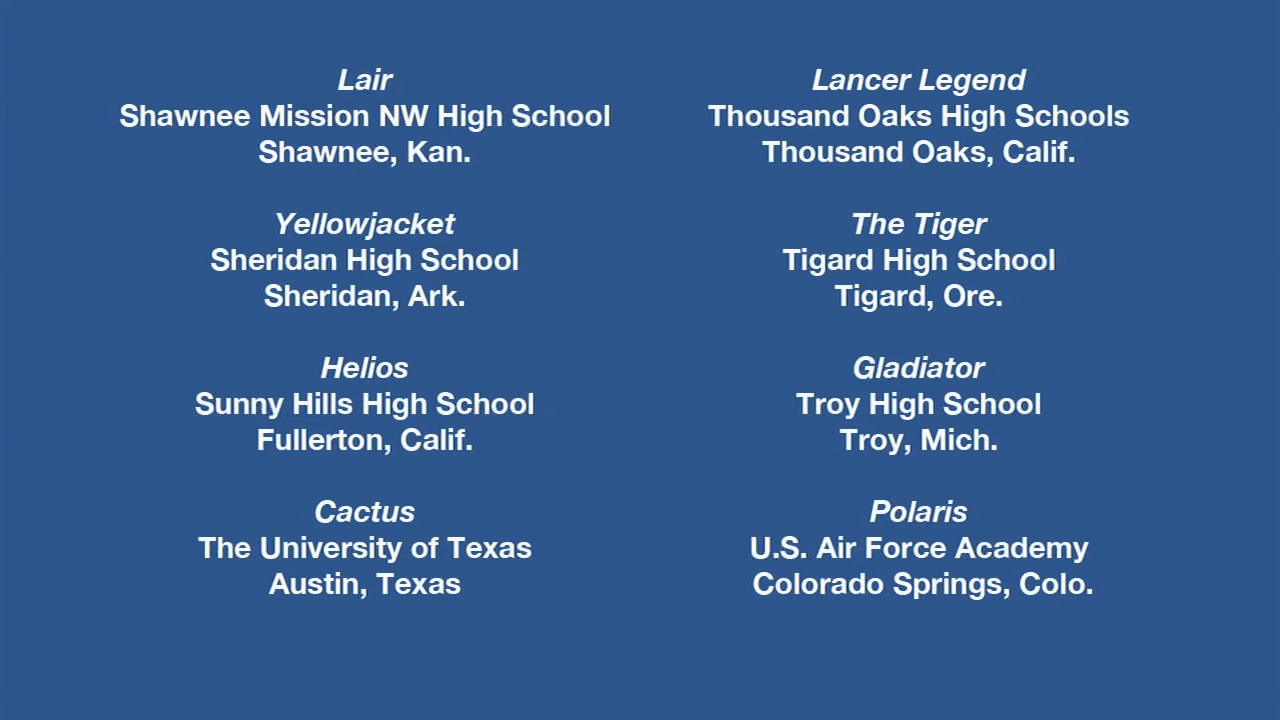 Lair
Shawnee Mission NW High School
Shawnee, Kan.
Yellowjacket
Sheridan High School
Sheridan, Ark.
Helios
Sunny Hills High School
Fullerton, Calif.
Cactus
The University of Texas
Austin, Texas
Lancer Legend
Thousand Oaks High Schools
Thousand Oaks, Calif.
The Tiger
Tigard High School
Tigard, Ore.
Gladiator
Troy High School
Troy, Mich.
Polaris
U.S. Air Force Academy
Colorado Springs, Colo.